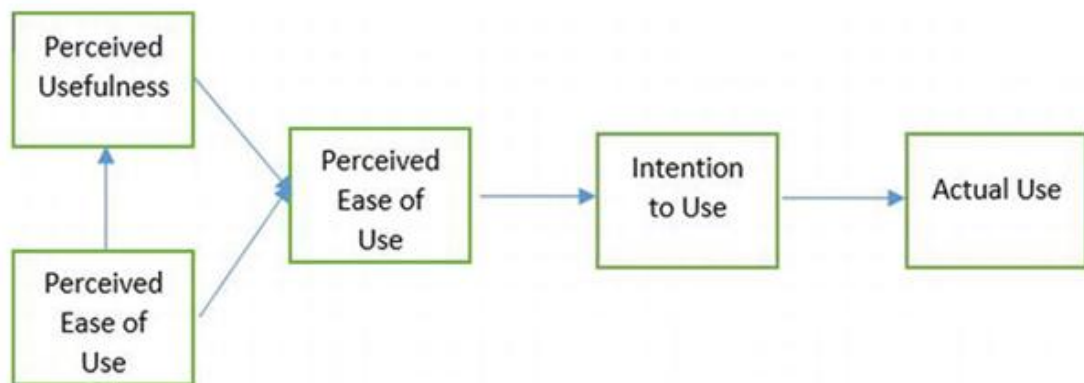 Perceived
Usefulness
Perceived
Ease of
Use
Perceived
Ease of
Use
Intention
to Use
Actual Use